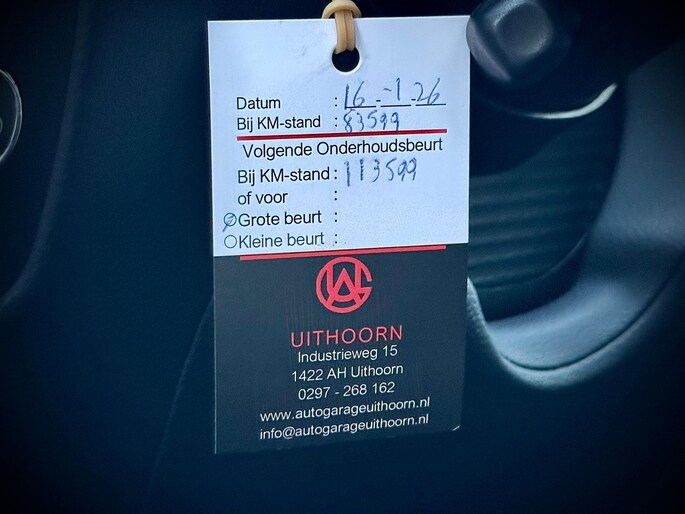 Datum : 16 - 1 - 26
Bij KM-stand : 83599
Volgende Onderhoudsbeurt
Bij KM-stand : 113599
of voor :
Grote beurt :
Kleine beurt :
UITHOORN
Industrieweg 15
1422 AH Uithoorn
0297 - 268 162
www.autogarageuithoorn.nl
info@autogarageuithoorn.nl